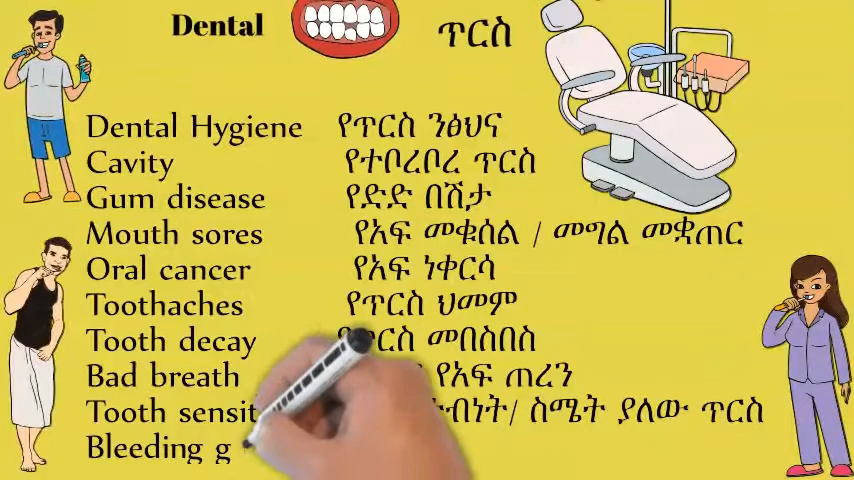 Dental ጥርስ
Dental Hygiene የጥርስ ንፅህና
Cavity የተቦረቦረ ጥርስ
Gum disease የድድ በሽታ
Mouth sores የአፍ መቁሰል / መግል መቋጠር
Oral cancer የአፍ ነቀርሳ
Toothaches የጥርስ ህመም
Tooth decay መበስበስ
Bad breath የአፍ ጠረን
Tooth ስሜት ያለው ጥርስ
Bleeding g